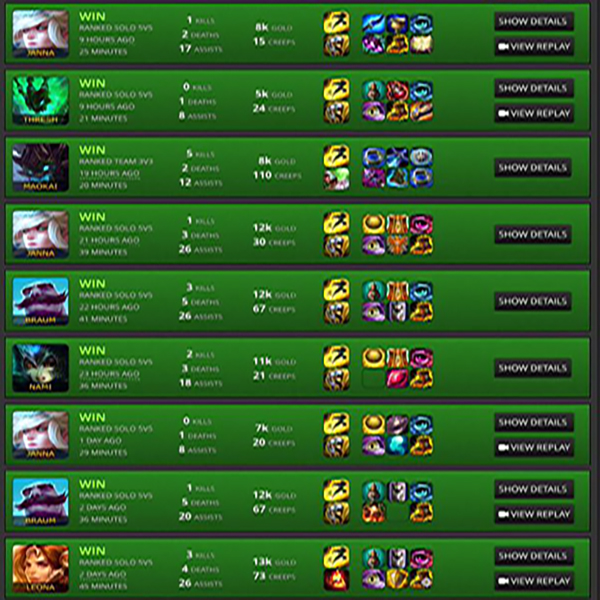 WIN
RANKED SOLO 5V5
9 HOURS AGO
25 MINUTES
JANNA
1 KILLS
2 DEATHS
17 ASSISTS
8k GOLD
15 CREEPS
SHOW DETAILS
VIEW REPLAY
WIN
RANKED SOLO 5V5
9 HOURS AGO
21 MINUTES
THRESH
0 KILLS
1 DEATHS
8 ASSISTS
5k GOLD
24 CREEPS
SHOW DETAILS
VIEW REPLAY
WIN
RANKED TEAM 3V3
19 HOURS AGO
28 MINUTES
MAOKAI
5 KILLS
2 DEATHS
12 ASSISTS
8k GOLD
110 CREEPS
SHOW DETAILS
WIN
RANKED SOLO 5V5
21 HOURS AGO
39 MINUTES
JANNA
1 KILLS
3 DEATHS
26 ASSISTS
12k GOLD
30 CREEPS
SHOW DETAILS
WIN
RANKED SOLO 5V5
22 HOURS AGO
41 MINUTES
BRAUM
3 KILLS
5 DEATHS
26 ASSISTS
12k GOLD
67 CREEPS
SHOW DETAILS
WIN
RANKED SOLO 5V5
23 HOURS AGO
36 MINUTES
NAMI
2 KILLS
3 DEATHS
18 ASSISTS
11k GOLD
21 CREEPS
SHOW DETAILS
WIN
RANKED SOLO 5V5
1 DAY AGO
29 MINUTES
JANNA
0 KILLS
1 DEATHS
8 ASSISTS
7k GOLD
20 CREEPS
SHOW DETAILS
VIEW REPLAY
WIN
RANKED SOLO 5V5
2 DAYS AGO
36 MINUTES
BRAUM
1 KILLS
5 DEATHS
20 ASSISTS
12k GOLD
67 CREEPS
SHOW DETAILS
VIEW REPLAY
WIN
RANKED SOLO 5V5
2 DAYS AGO
45 MINUTES
LEONA
3 KILLS
4 DEATHS
26 ASSISTS
13k GOLD
73 CREEPS
SHOW DETAILS
VIEW REPLAY